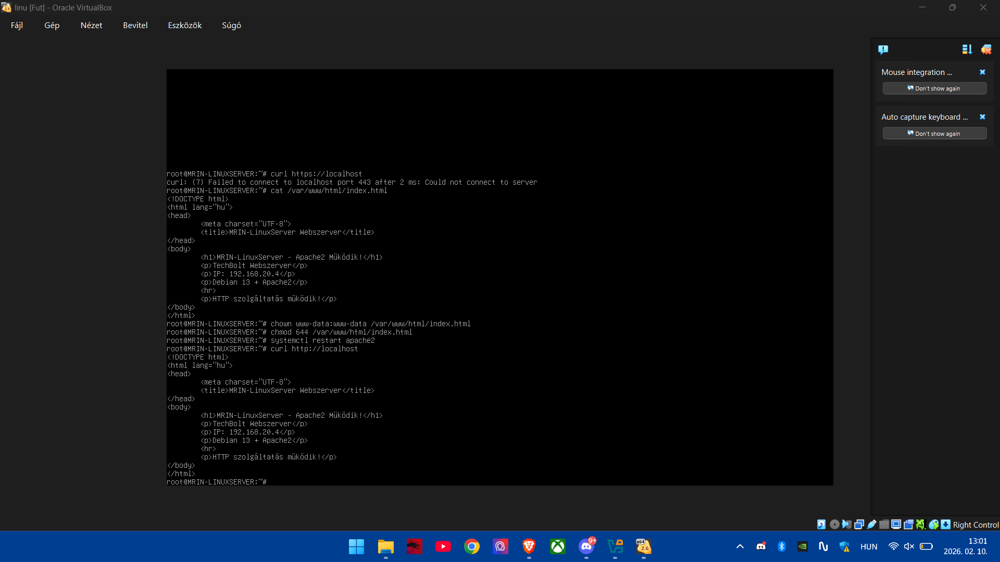 linu [Fut] - Oracle VirtualBox
Fájl Gép Nézet Bevitel Eszközök Súgó
Mouse integration ...
Don't show again
Auto capture keyboard ...
Don't show again
root@MRIN-LINUXSERVER:~# curl https://localhost
curl: (7) Failed to connect to localhost port 443 after 2 ms: Could not connect to server
root@MRIN-LINUXSERVER:~# cat /var/www/html/index.html
<!DOCTYPE html>
<html lang="hu">
<head>
        <meta charset="UTF-8">
        <title>MRIN-LinuxServer Webszerver</title>
</head>
<body>
        <h1>MRIN-LinuxServer - Apache2 Müködik!</h1>
        <p>TechBolt Webszerver</p>
        <p>IP: 192.168.20.4</p>
        <p>Debian 13 + Apache2</p>
        <hr>
        <p>HTTP szolgáltatás müködik!</p>
</body>
</html>
root@MRIN-LINUXSERVER:~# chown www-data:www-data /var/www/html/index.html
root@MRIN-LINUXSERVER:~# chmod 644 /var/www/html/index.html
root@MRIN-LINUXSERVER:~# systemctl restart apache2
root@MRIN-LINUXSERVER:~# curl http://localhost
<!DOCTYPE html>
<html lang="hu">
<head>
        <meta charset="UTF-8">
        <title>MRIN-LinuxServer Webszerver</title>
</head>
<body>
        <h1>MRIN-LinuxServer - Apache2 Müködik!</h1>
        <p>TechBolt Webszerver</p>
        <p>IP: 192.168.20.4</p>
        <p>Debian 13 + Apache2</p>
        <hr>
        <p>HTTP szolgáltatás müködik!</p>
</body>
</html>
root@MRIN-LINUXSERVER:~#
Right Control
9+
x64
2.6
HUN
13:01
2026. 02. 10.